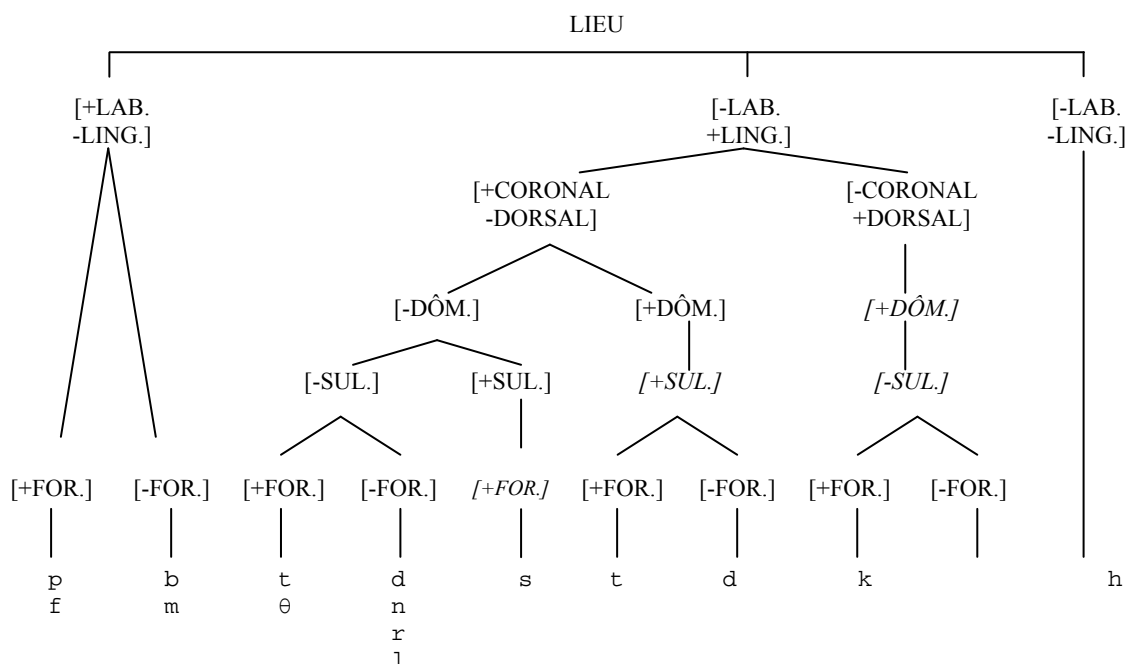 LIEU
[+LAB. [-LAB. [-LAB.
-LING.] +LING.] -LING.]
[+CORONAL [-CORONAL
-DORSAL] +DORSAL]
[-DÔM.] [+DÔM.] [+DÔM.]
[-SUL.] [+SUL.] [+SUL.] [-SUL.]
[+FOR.] [-FOR.] [+FOR.] [-FOR.] [+FOR.] [+FOR.] [-FOR.] [+FOR.] [-FOR.]
p b t d s t d k h
f m θ n
r
l